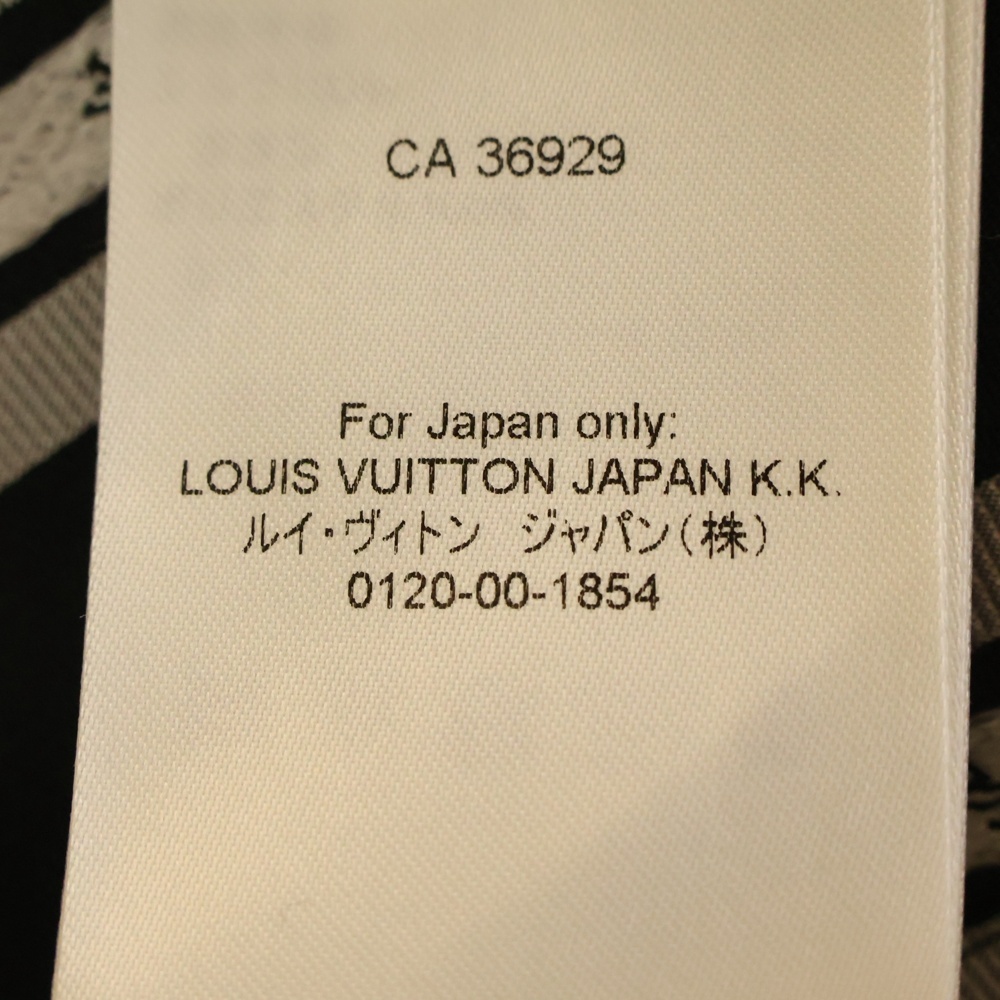 CA 36929
For Japan only:
LOUIS VUITTON JAPAN K.K.
ルイ・ヴィトン　ジャパン(株)
0120-00-1854